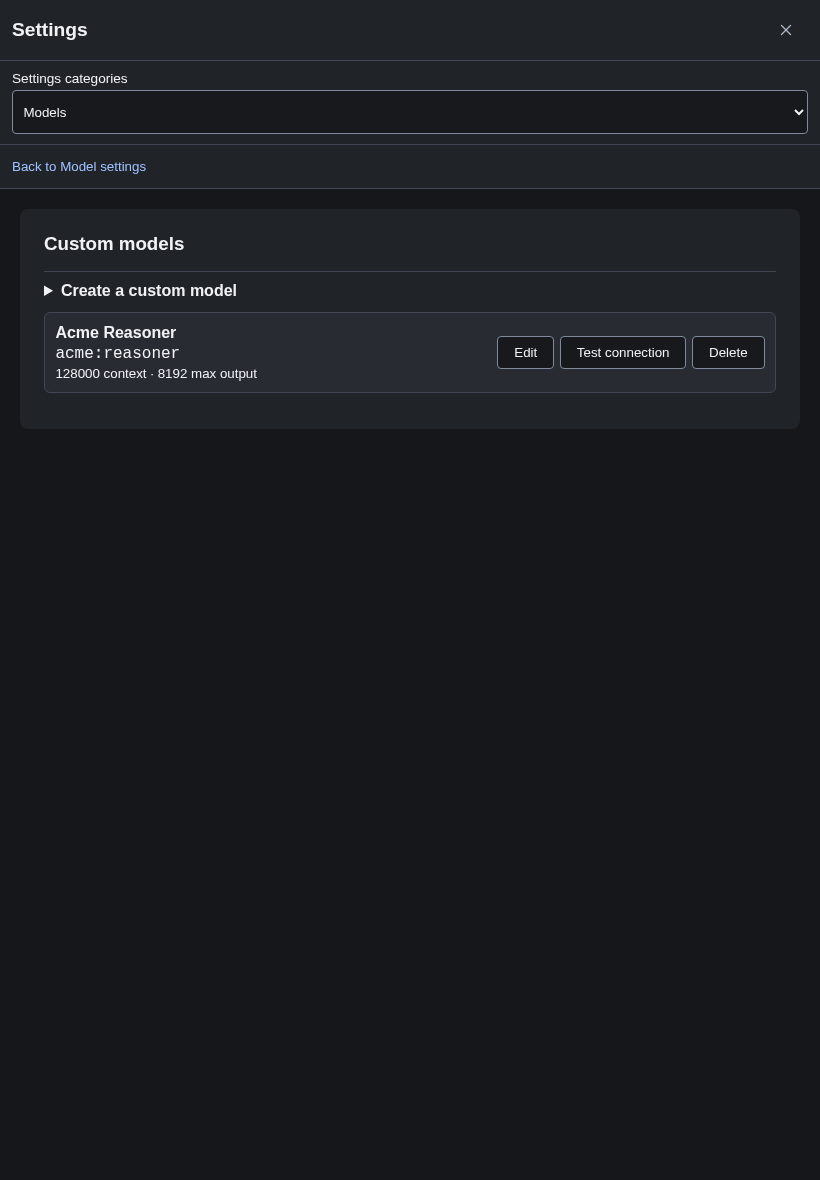 Settings
Settings categories
Models
Back to Model settings
Custom models
Create a custom model
Acme Reasoner
acme:reasoner
128000 context · 8192 max output
Edit
Test connection
Delete